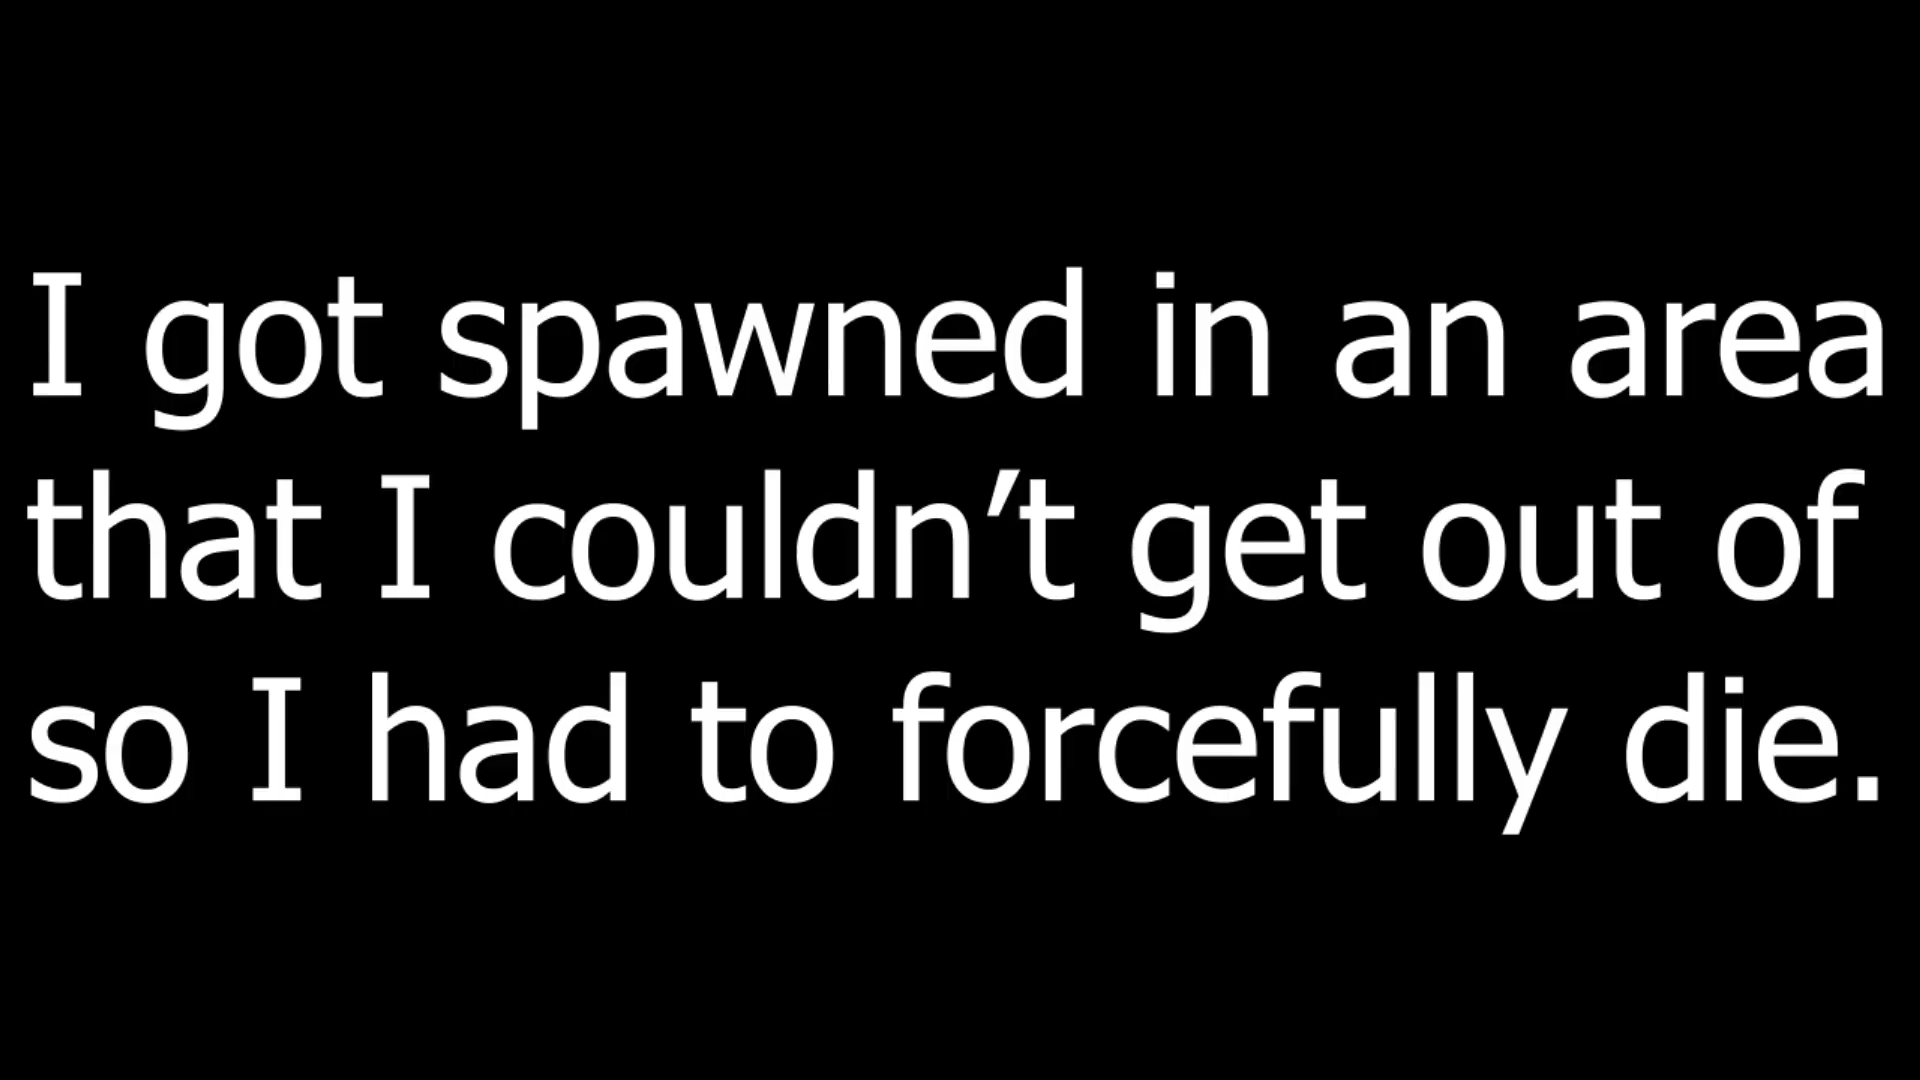 I got spawned in an area
that I couldn’t get out of
so I had to forcefully die.